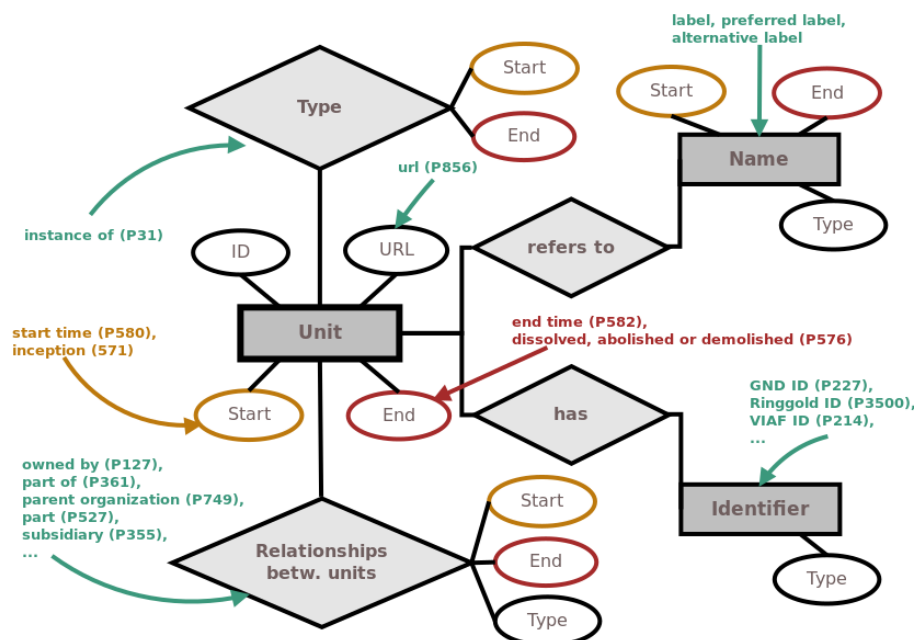 label, preferred label,
alternative label
Start
End
Type
Start
End
Name
Type
url (P856)
instance of (P31)
ID
URL
refers to
start time (P580),
inception (571)
Unit
end time (P582),
dissolved, abolished or demolished (P576)
Start
End
has
GND ID (P227),
Ringgold ID (P3500),
VIAF ID (P214),
...
owned by (P127),
part of (P361),
parent organization (P749),
part (P527),
subsidiary (P355),
...
Start
Identifier
Relationships
betw. units
End
Type
Type